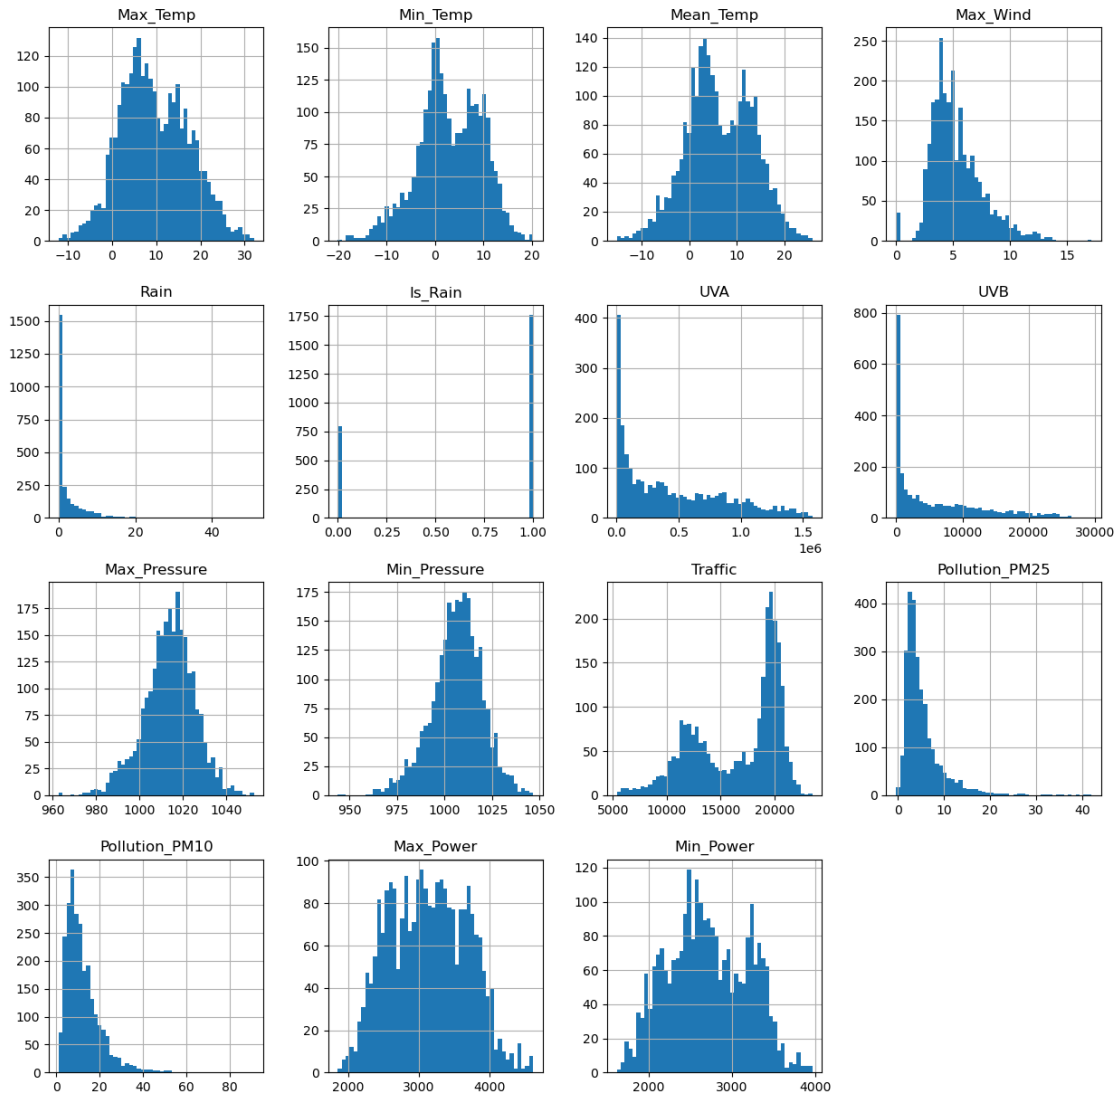 Max_Temp Min_Temp Mean_Temp Max_Wind
120 100 80 60 40 20 0
−10 0 10 20 30
150 125 100 75 50 25 0
−20 −10 0 10 20
140 120 100 80 60 40 20 0
−10 0 10 20
250 200 150 100 50 0
0 5 10 15
Rain Is_Rain UVA UVB
1500 1250 1000 750 500 250 0
0 20 40
1750 1500 1250 1000 750 500 250 0
0.00 0.25 0.50 0.75 1.00
400 300 200 100 0
0.0 0.5 1.0 1.5
1e6
800 600 400 200 0
0 10000 20000 30000
Max_Pressure Min_Pressure Traffic Pollution_PM25
175 150 125 100 75 50 25 0
960 980 1000 1020 1040
175 150 125 100 75 50 25 0
950 975 1000 1025 1050
200 150 100 50 0
5000 10000 15000 20000
400 300 200 100 0
0 10 20 30 40
Pollution_PM10 Max_Power Min_Power
350 300 250 200 150 100 50 0
0 20 40 60 80
100 80 60 40 20 0
2000 3000 4000
120 100 80 60 40 20 0
2000 3000 4000